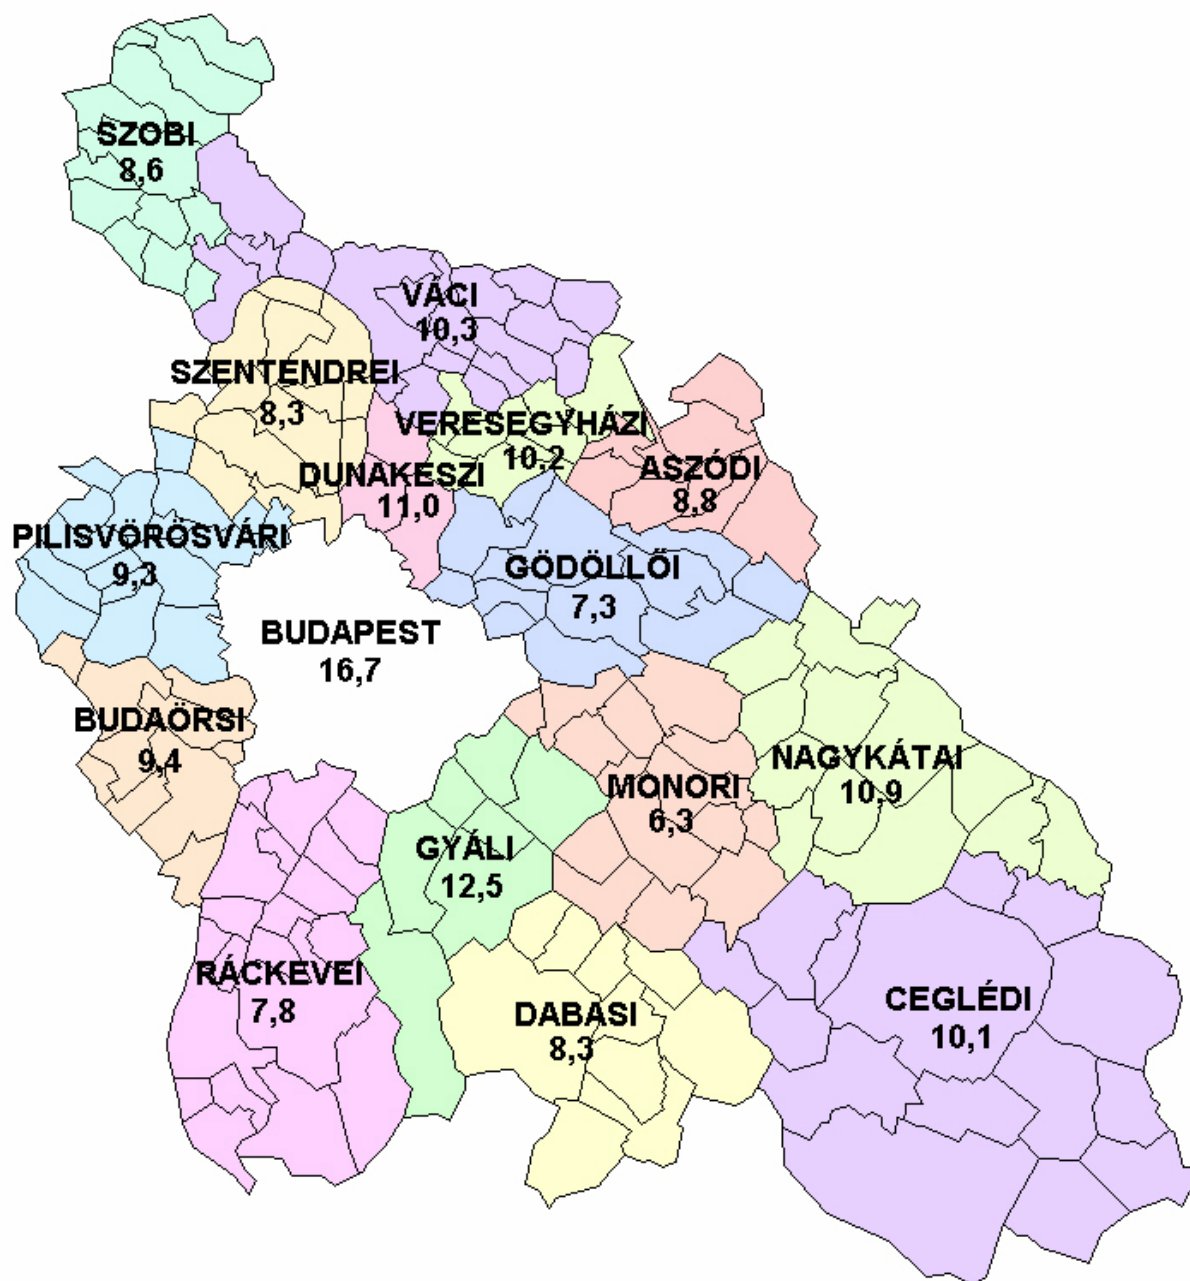 SZOBI
8,6
VÁCI
10,3
SZENTENDREI
8,3
VERESEGYHÁZI
10,2
DUNAKESZI
11,0
ASZÓDI
8,8
PILISVÖRÖSVÁRI
9,3
GÖDÖLLŐI
7,3
BUDAPEST
16,7
BUDAÖRSI
9,4
NAGYKÁTAI
10,9
MONORI
6,3
GYÁLI
12,5
RÁCKEVEI
7,8
DABASI
8,3
CEGLÉDI
10,1